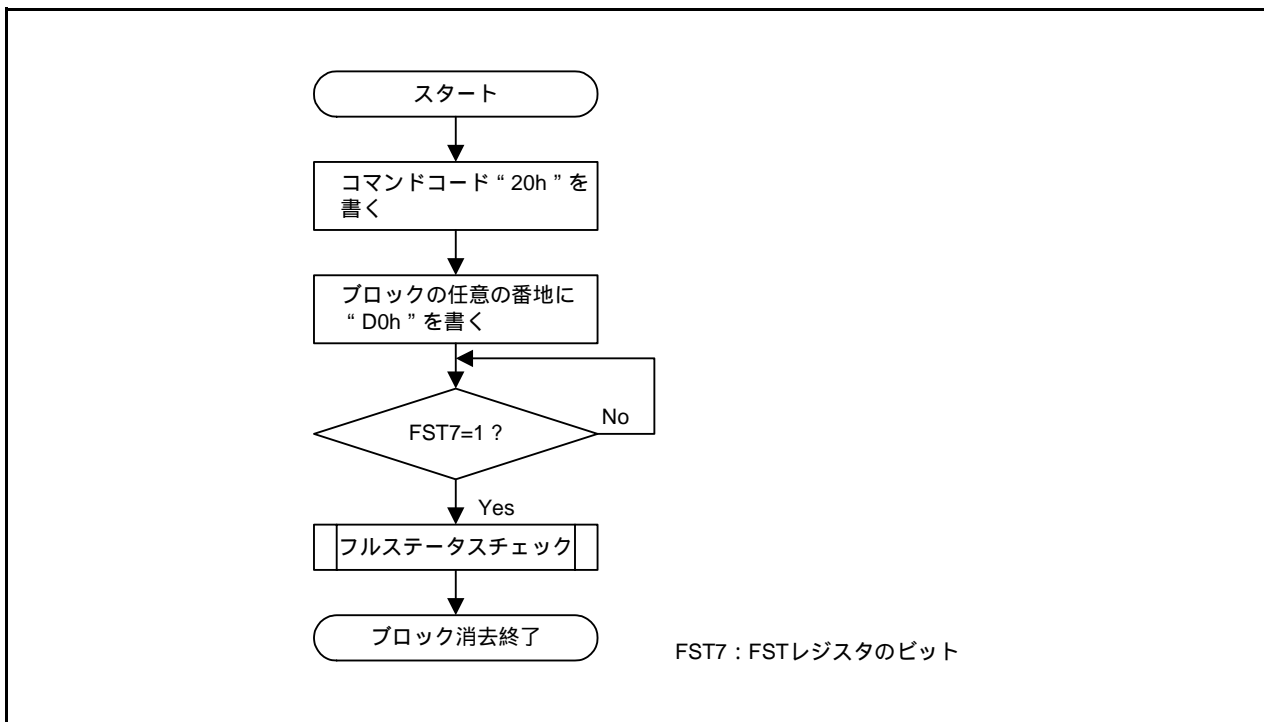 スタート
コマンドコード“20h”を
書く
ブロックの任意の番地に
“D0h”を書く
FST7=1？
No
Yes
フルステータスチェック
ブロック消去終了
FST7：FSTレジスタのビット